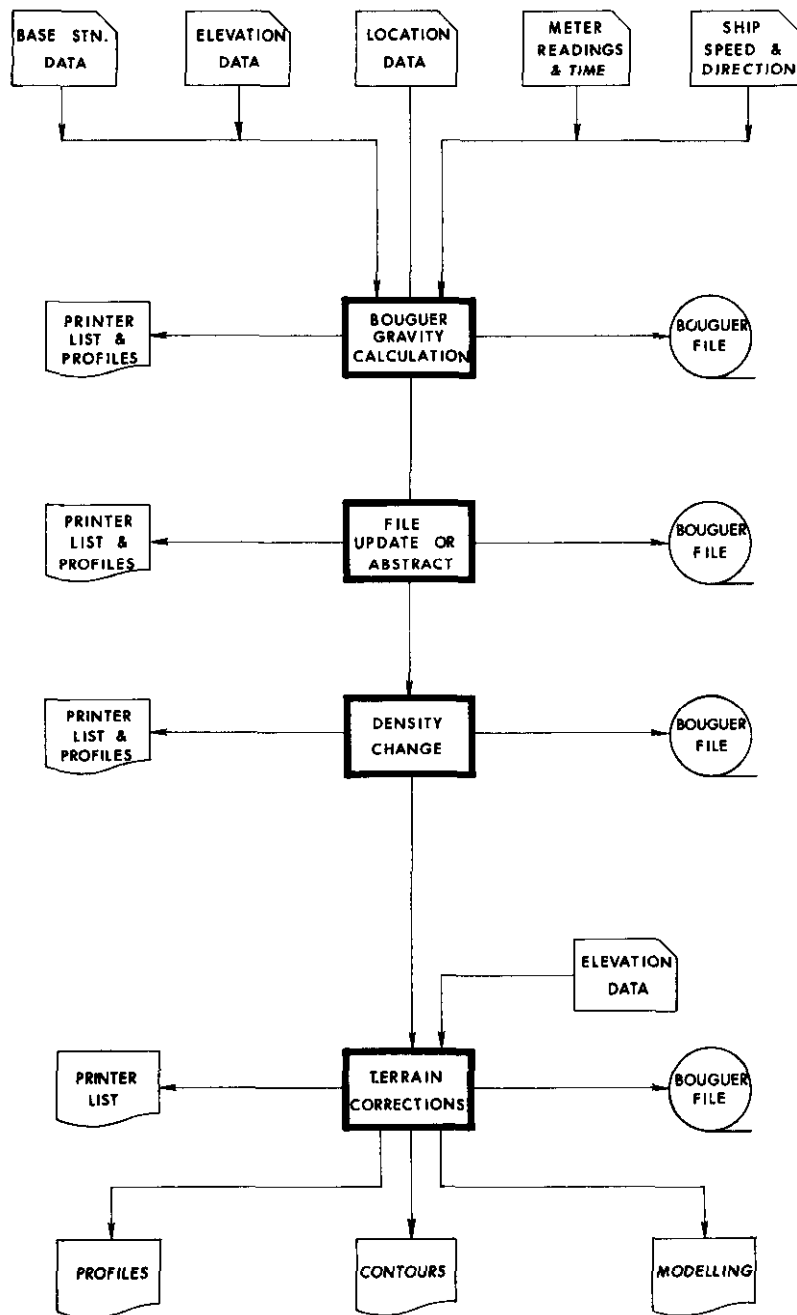 BASE STN.
DATA
ELEVATION
DATA
LOCATION
DATA
METER
READINGS
& TIME
SHIP
SPEED &
DIRECTION
PRINTER
LIST &
PROFILES
BOUGUER
GRAVITY
CALCULATION
BOUGUER
FILE
PRINTER
LIST &
PROFILES
FILE
UPDATE OR
ABSTRACT
BOUGUER
FILE
PRINTER
LIST &
PROFILES
DENSITY
CHANGE
BOUGUER
FILE
ELEVATION
DATA
PRINTER
LIST
TERRAIN
CORRECTIONS
BOUGUER
FILE
PROFILES
CONTOURS
MODELLING